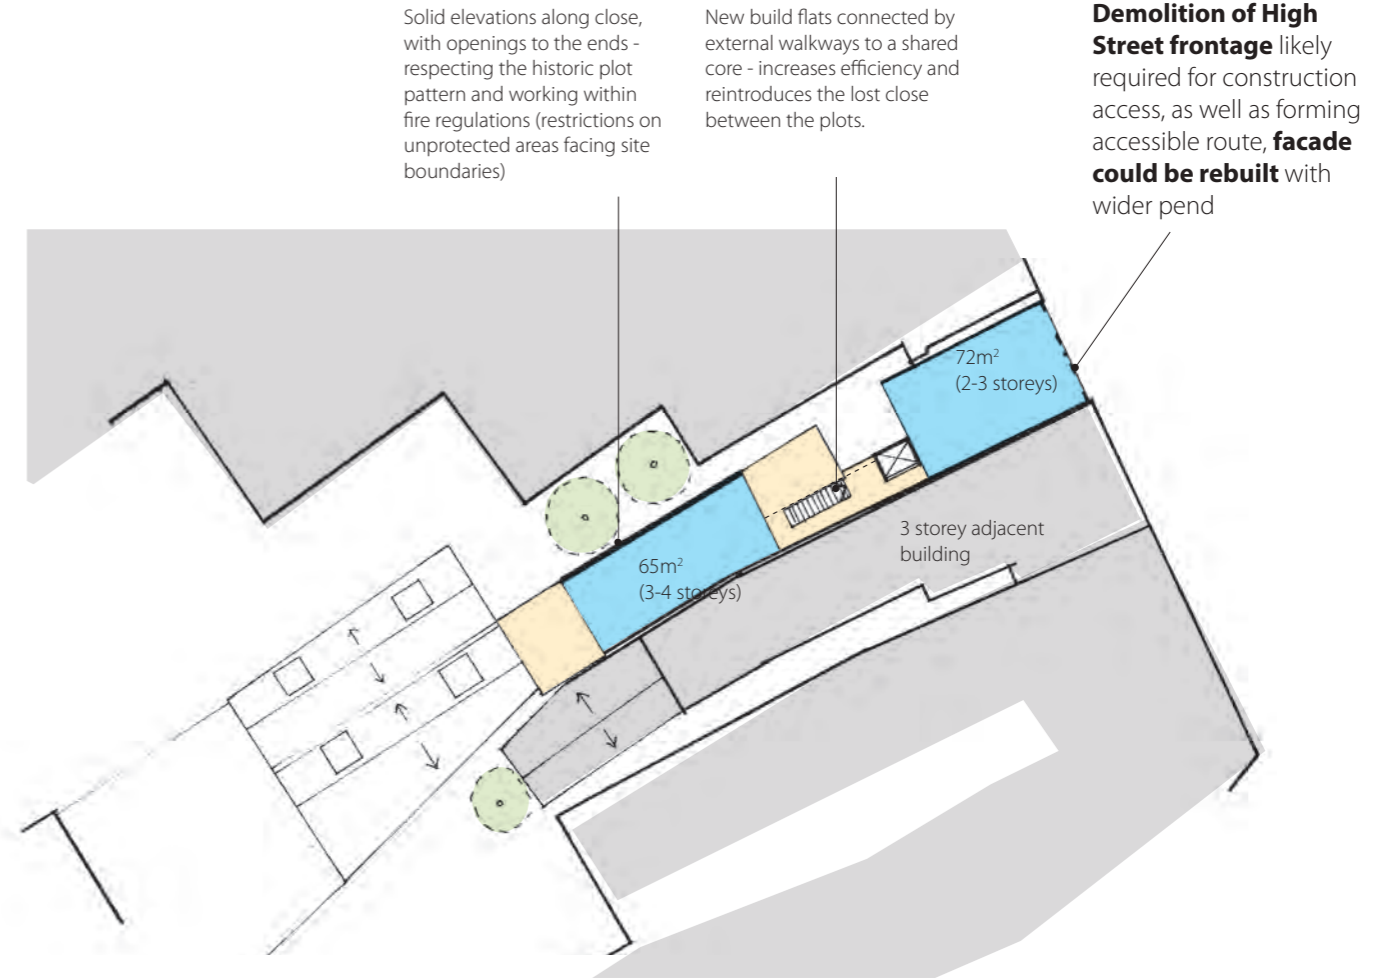 Solid elevations along close,
with openings to the ends -
respecting the historic plot
pattern and working within
fire regulations (restrictions on
unprotected areas facing site
boundaries)
New build flats connected by
external walkways to a shared
core - increases efficiency and
reintroduces the lost close
between the plots.
Demolition of High
Street frontage likely
required for construction
access, as well as forming
accessible route, facade
could be rebuilt with
wider pend
72m²
(2-3 storeys)
3 storey adjacent
building
65m²
(3-4 storeys)